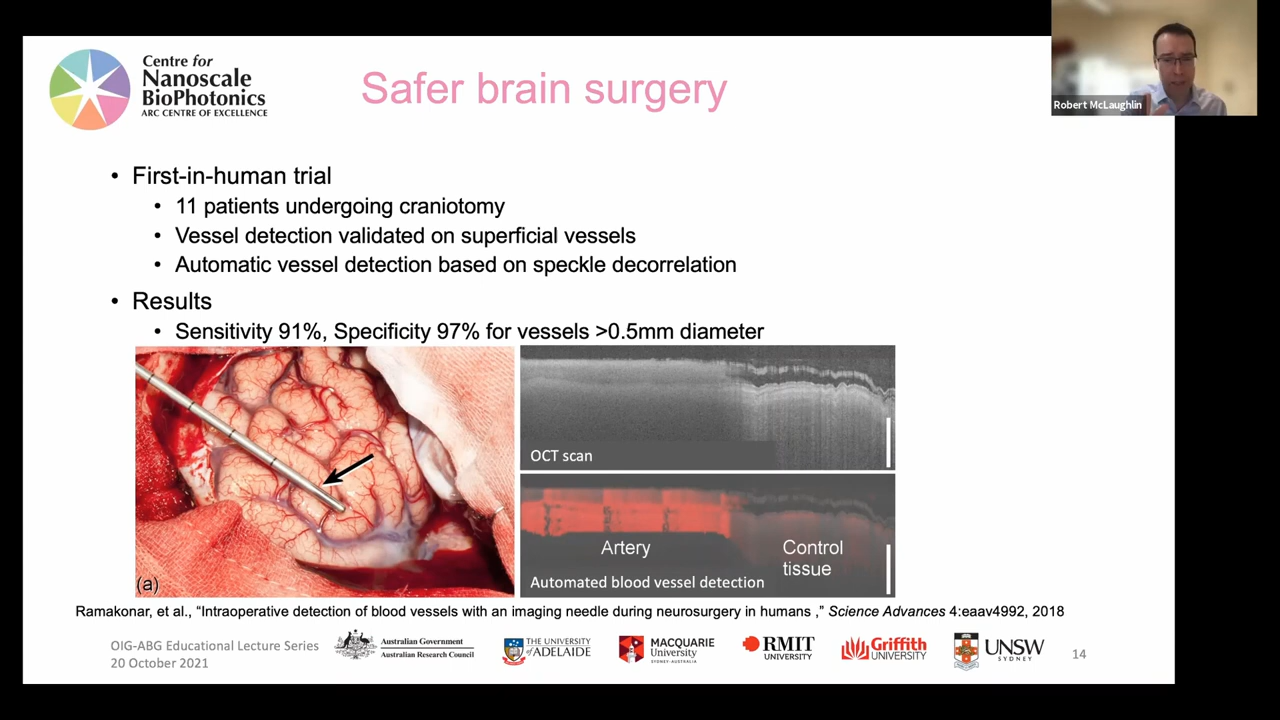 Centre for
Nanoscale
BioPhotonics
ARC CENTRE OF EXCELLENCE
Safer brain surgery
Robert McLaughlin
• First-in-human trial
• 11 patients undergoing craniotomy
• Vessel detection validated on superficial vessels
• Automatic vessel detection based on speckle decorrelation
• Results
• Sensitivity 91%, Specificity 97% for vessels >0.5mm diameter
OCT scan
Artery
Control
tissue
Automated blood vessel detection
(a)
Ramakonar, et al., “Intraoperative detection of blood vessels with an imaging needle during neurosurgery in humans ,” Science Advances 4:eaav4992, 2018
OIG-ABG Educational Lecture Series
20 October 2021
Australian Government
Australian Research Council
THE UNIVERSITY
of ADELAIDE
MACQUARIE
University
SYDNEY·AUSTRALIA
RMIT
UNIVERSITY
Griffith
UNIVERSITY
UNSW
SYDNEY
14